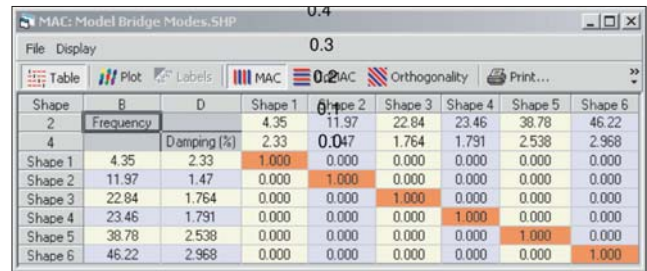 MAC: Model Bridge Modes.SHP
0.4
File Display
0.3
Table Plot Labels MAC Orthogonality Print... »
0.2
Shape B D Shape 1 Shape 2 Shape 3 Shape 4 Shape 5 Shape 6
0.1
2 Frequency 4.35 11.97 22.84 23.46 38.78 46.22
4 Damping (%) 2.33 1.764 1.791 2.538 2.968
0.0
Shape 1 4.35 2.33 1.000 0.000 0.000 0.000 0.000 0.000
Shape 2 11.97 1.47 0.000 1.000 0.000 0.000 0.000 0.000
Shape 3 22.84 1.764 0.000 0.000 1.000 0.000 0.000 0.000
Shape 4 23.46 1.791 0.000 0.000 0.000 1.000 0.000 0.000
Shape 5 38.78 2.538 0.000 0.000 0.000 0.000 1.000 0.000
Shape 6 46.22 2.968 0.000 0.000 0.000 0.000 0.000 1.000